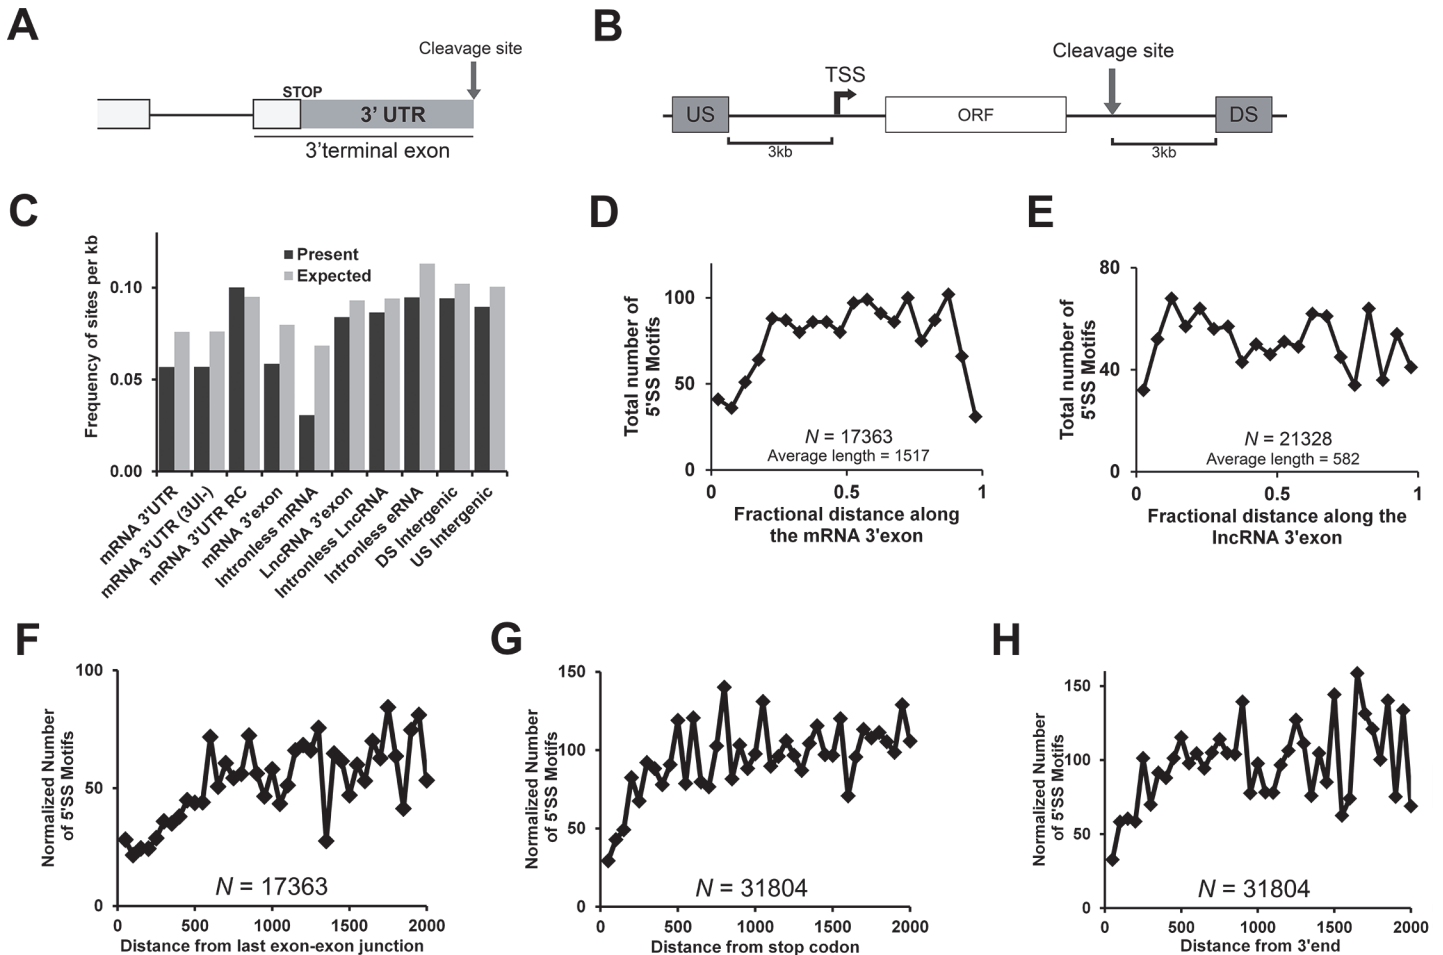 A
Cleavage site
STOP
3' UTR
3'terminal exon
B
Cleavage site
TSS
US
ORF
DS
3kb
3kb
C
Frequency of sites per kb
Present
Expected
0.10
0.05
0.00
mRNA 3'UTR
mRNA 3'UTR (3UI-)
mRNA 3'UTR RC
mRNA 3'exon
Intronless mRNA
LncRNA 3'exon
Intronless LncRNA
Intronless eRNA
DS Intergenic
US Intergenic
D
Total number of
5'SS Motifs
100
50
0
N = 17363
Average length = 1517
0
0.5
1
Fractional distance along
the mRNA 3'exon
E
Total number of
5'SS Motifs
80
40
0
N = 21328
Average length = 582
0
0.5
1
Fractional distance along the
lncRNA 3'exon
F
Normalized Number
of 5'SS Motifs
100
50
0
N = 17363
0
500
1000
1500
2000
Distance from last exon-exon junction
G
Normalized Number
of 5'SS Motifs
150
100
50
0
N = 31804
0
500
1000
1500
2000
Distance from stop codon
H
Normalized Number
of 5'SS Motifs
150
100
50
0
N = 31804
0
500
1000
1500
2000
Distance from 3'end